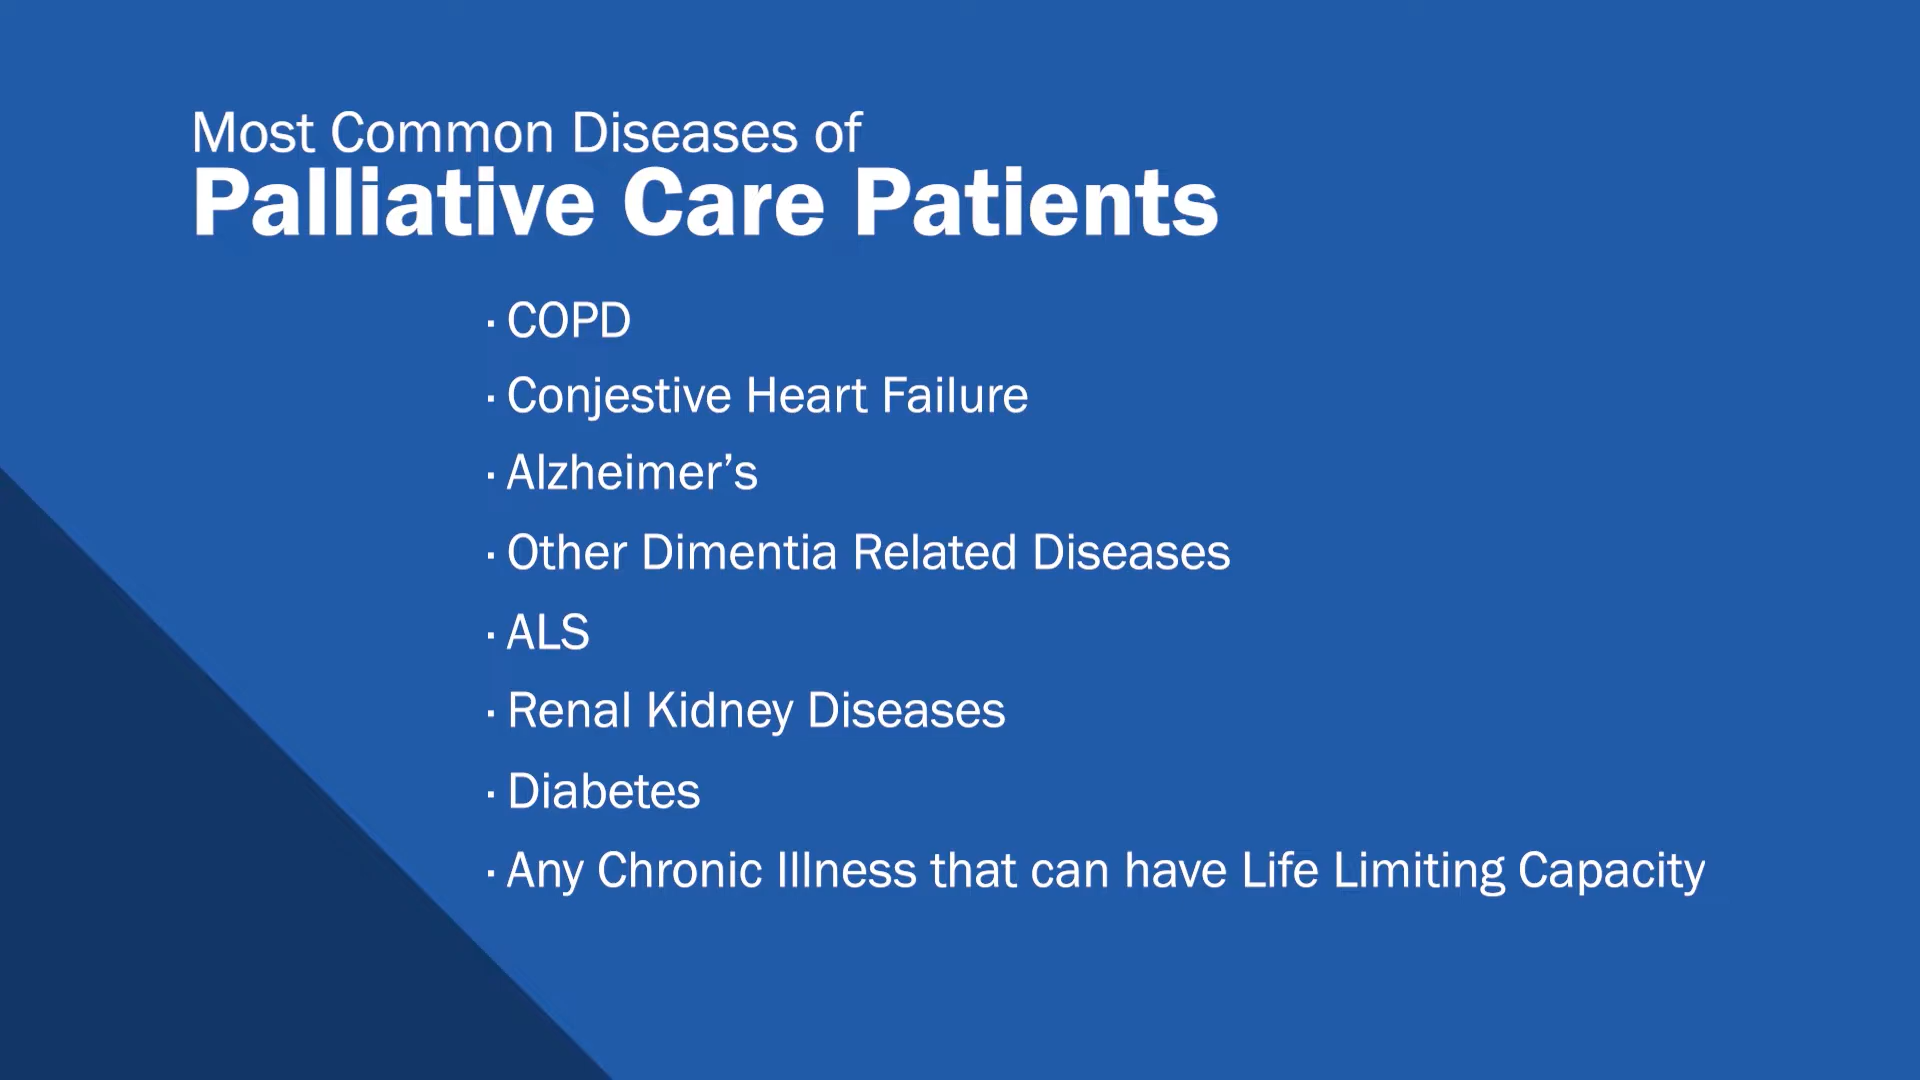 Most Common Diseases of
Palliative Care Patients
· COPD
· Conjestive Heart Failure
· Alzheimer’s
· Other Dimentia Related Diseases
· ALS
· Renal Kidney Diseases
· Diabetes
· Any Chronic Illness that can have Life Limiting Capacity